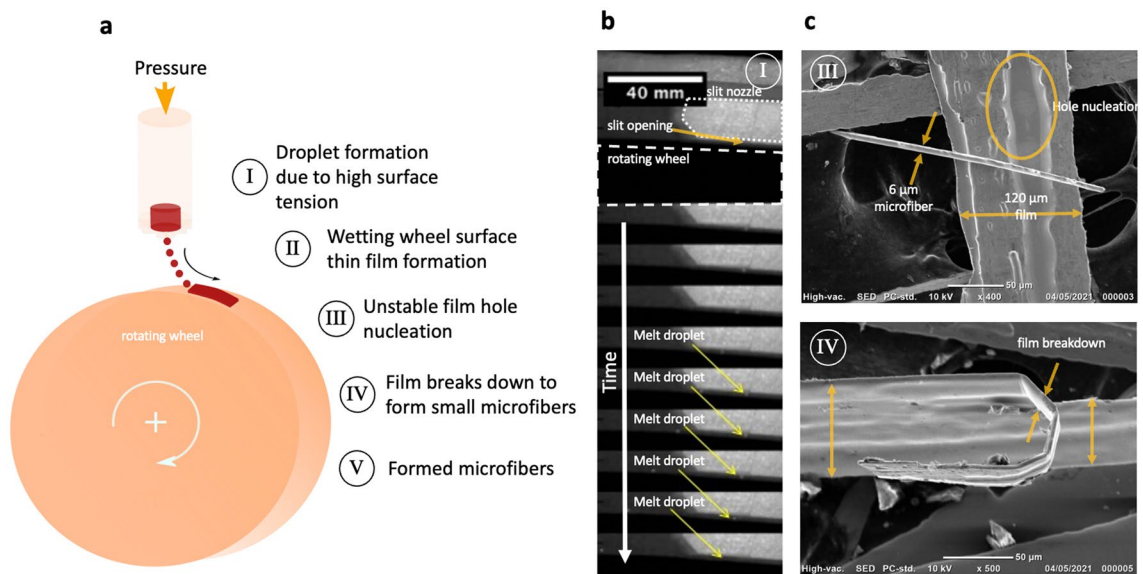 a
Pressure
I
Droplet formation
due to high surface
tension
II
Wetting wheel surface
thin film formation
III
Unstable film hole
nucleation
IV
Film breaks down to
form small microfibers
V
Formed microfibers
rotating wheel
b
I
40 mm
slit nozzle
slit opening
rotating wheel
Time
Melt droplet
Melt droplet
Melt droplet
Melt droplet
Melt droplet
c
III
Hole nucleation
6 μm
microfiber
120 μm
film
50 μm
High-vac. SED PC-std. 10 kV x 400 04/05/2021 000003
IV
film breakdown
50 μm
High-vac. SED PC-std. 10 kV x 500 04/05/2021 000005